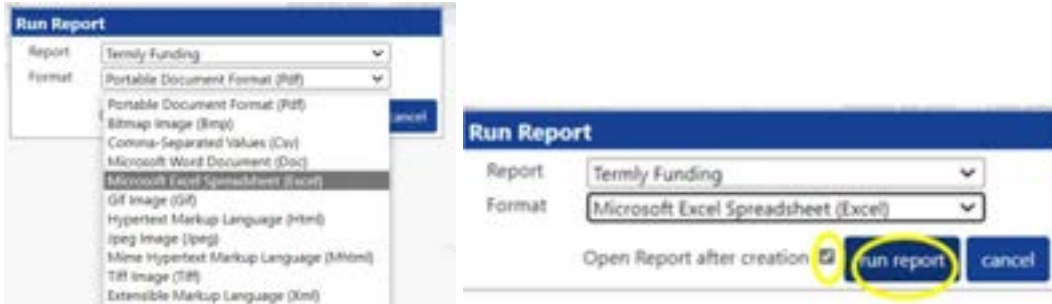 Run Report
Report Termly Funding
Format Portable Document Format (Pdf)
Portable Document Format (Pdf)
Bitmap Image (Bmp)
Comma-Separated Values (Csv)
Microsoft Word Document (Doc)
Microsoft Excel Spreadsheet (Excel)
Gif Image (Gif)
Hypertext Markup Language (Html)
Jpeg Image (Jpeg)
Mime Hypertext Markup Language (Mhtml)
Tiff Image (Tiff)
Extensible Markup Language (Xml)
ancel
Run Report
Report Termly Funding
Format Microsoft Excel Spreadsheet (Excel)
Open Report after creation run report cancel